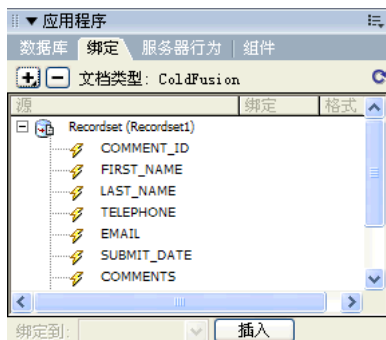 应用程序
数据库 绑定 服务器行为 组件
文档类型: ColdFusion
源 绑定 格式
Recordset (Recordset1)
COMMENT_ID
FIRST_NAME
LAST_NAME
TELEPHONE
EMAIL
SUBMIT_DATE
COMMENTS
绑定到: 插入